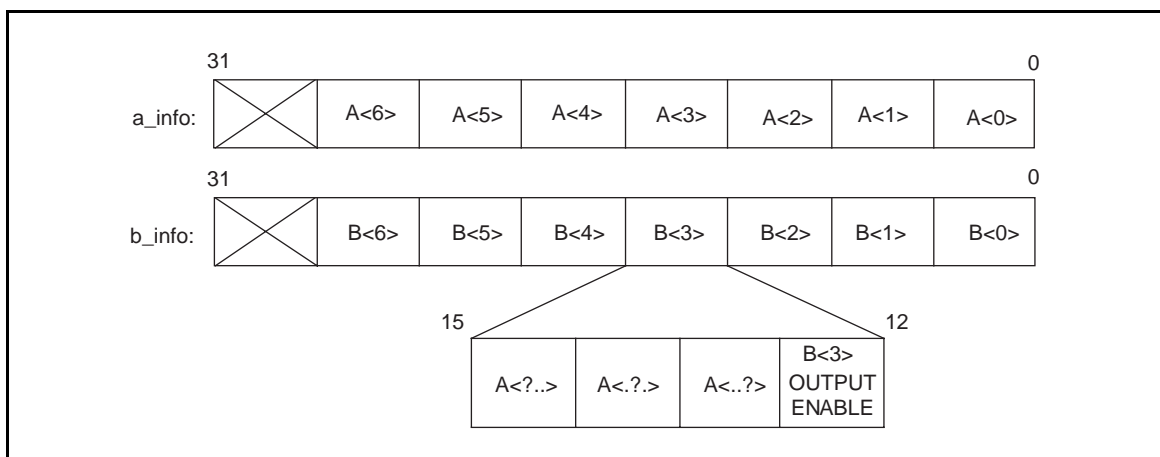 31 0
a_info: A<6> A<5> A<4> A<3> A<2> A<1> A<0>
31 0
b_info: B<6> B<5> B<4> B<3> B<2> B<1> B<0>
15 12
A<?..> A<.?.> A<..?> B<3>
OUTPUT
ENABLE